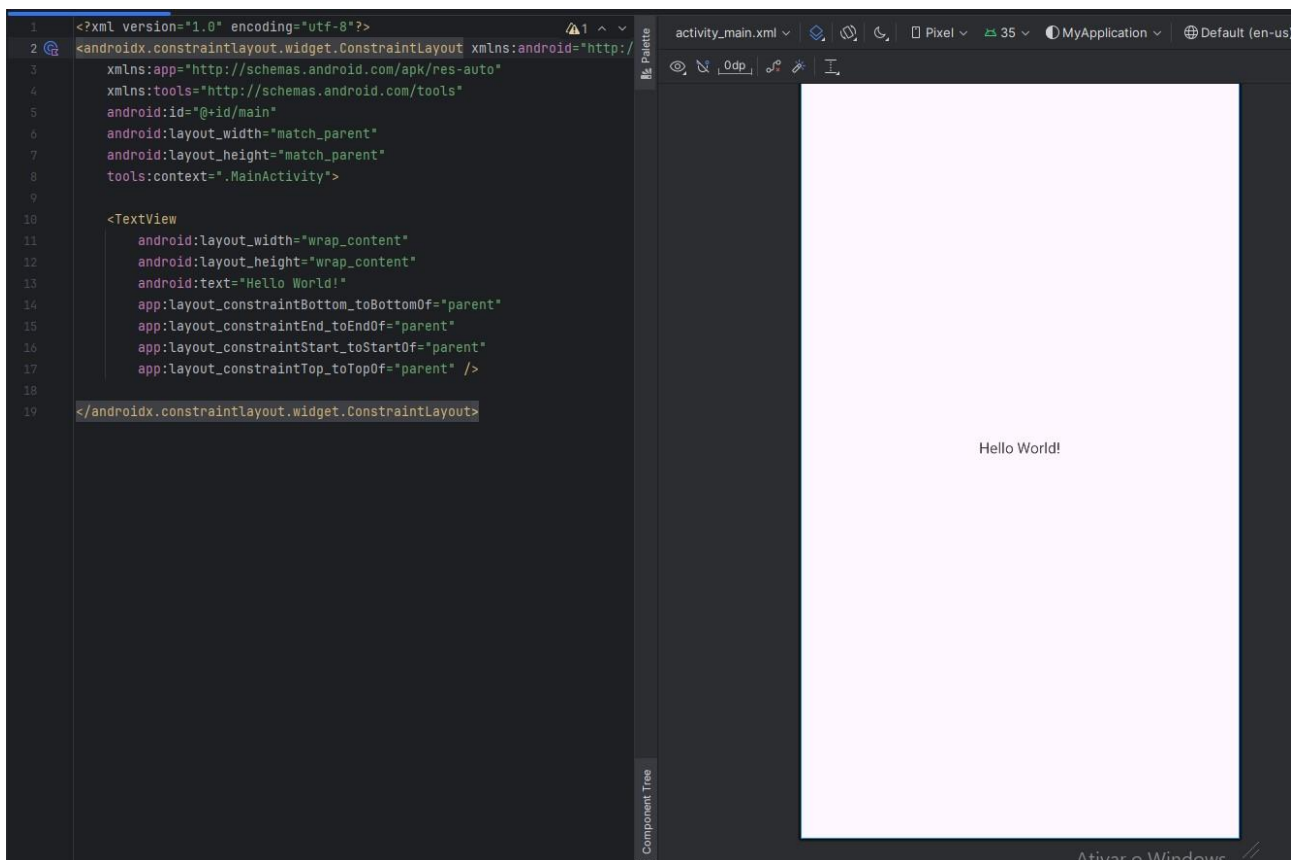 1 <?xml version="1.0" encoding="utf-8"?> 1
2 <androidx.constraintlayout.widget.ConstraintLayout xmlns:android="http:/
3 xmlns:app="http://schemas.android.com/apk/res-auto"
4 xmlns:tools="http://schemas.android.com/tools"
5 android:id="@+id/main"
6 android:layout_width="match_parent"
7 android:layout_height="match_parent"
8 tools:context=".MainActivity">
9
10 <TextView
11 android:layout_width="wrap_content"
12 android:layout_height="wrap_content"
13 android:text="Hello World!"
14 app:layout_constraintBottom_toBottomOf="parent"
15 app:layout_constraintEnd_toEndOf="parent"
16 app:layout_constraintStart_toStartOf="parent"
17 app:layout_constraintTop_toTopOf="parent" />
18
19 </androidx.constraintlayout.widget.ConstraintLayout>
Palette
Component Tree
activity_main.xml Pixel 35 MyApplication Default (en-us)
0dp
Hello World!
Ativar o Windows